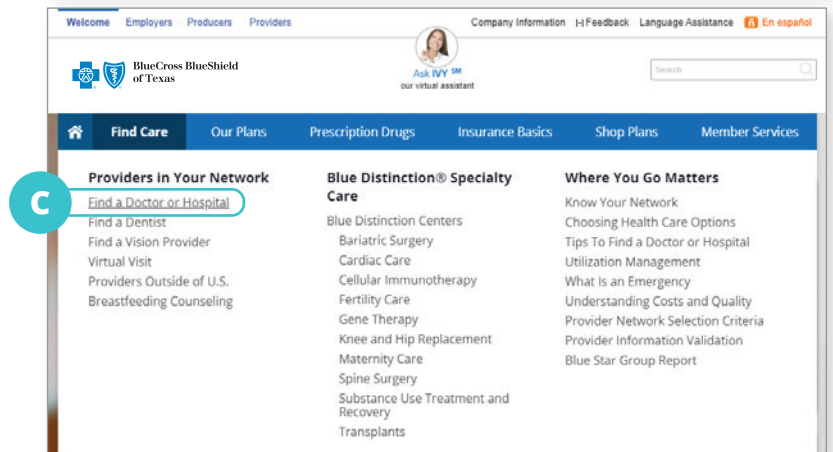 Welcome Employers Producers Providers
Company Information [-] Feedback Language Assistance En español
BlueCross BlueShield
of Texas
Ask IVY SM
our virtual assistant
Search
Find Care Our Plans Prescription Drugs Insurance Basics Shop Plans Member Services
C
Providers in Your Network
Find a Doctor or Hospital
Find a Dentist
Find a Vision Provider
Virtual Visit
Providers Outside of U.S.
Breastfeeding Counseling
Blue Distinction® Specialty
Care
Blue Distinction Centers
Bariatric Surgery
Cardiac Care
Cellular Immunotherapy
Fertility Care
Gene Therapy
Knee and Hip Replacement
Maternity Care
Spine Surgery
Substance Use Treatment and
Recovery
Transplants
Where You Go Matters
Know Your Network
Choosing Health Care Options
Tips To Find a Doctor or Hospital
Utilization Management
What Is an Emergency
Understanding Costs and Quality
Provider Network Selection Criteria
Provider Information Validation
Blue Star Group Report